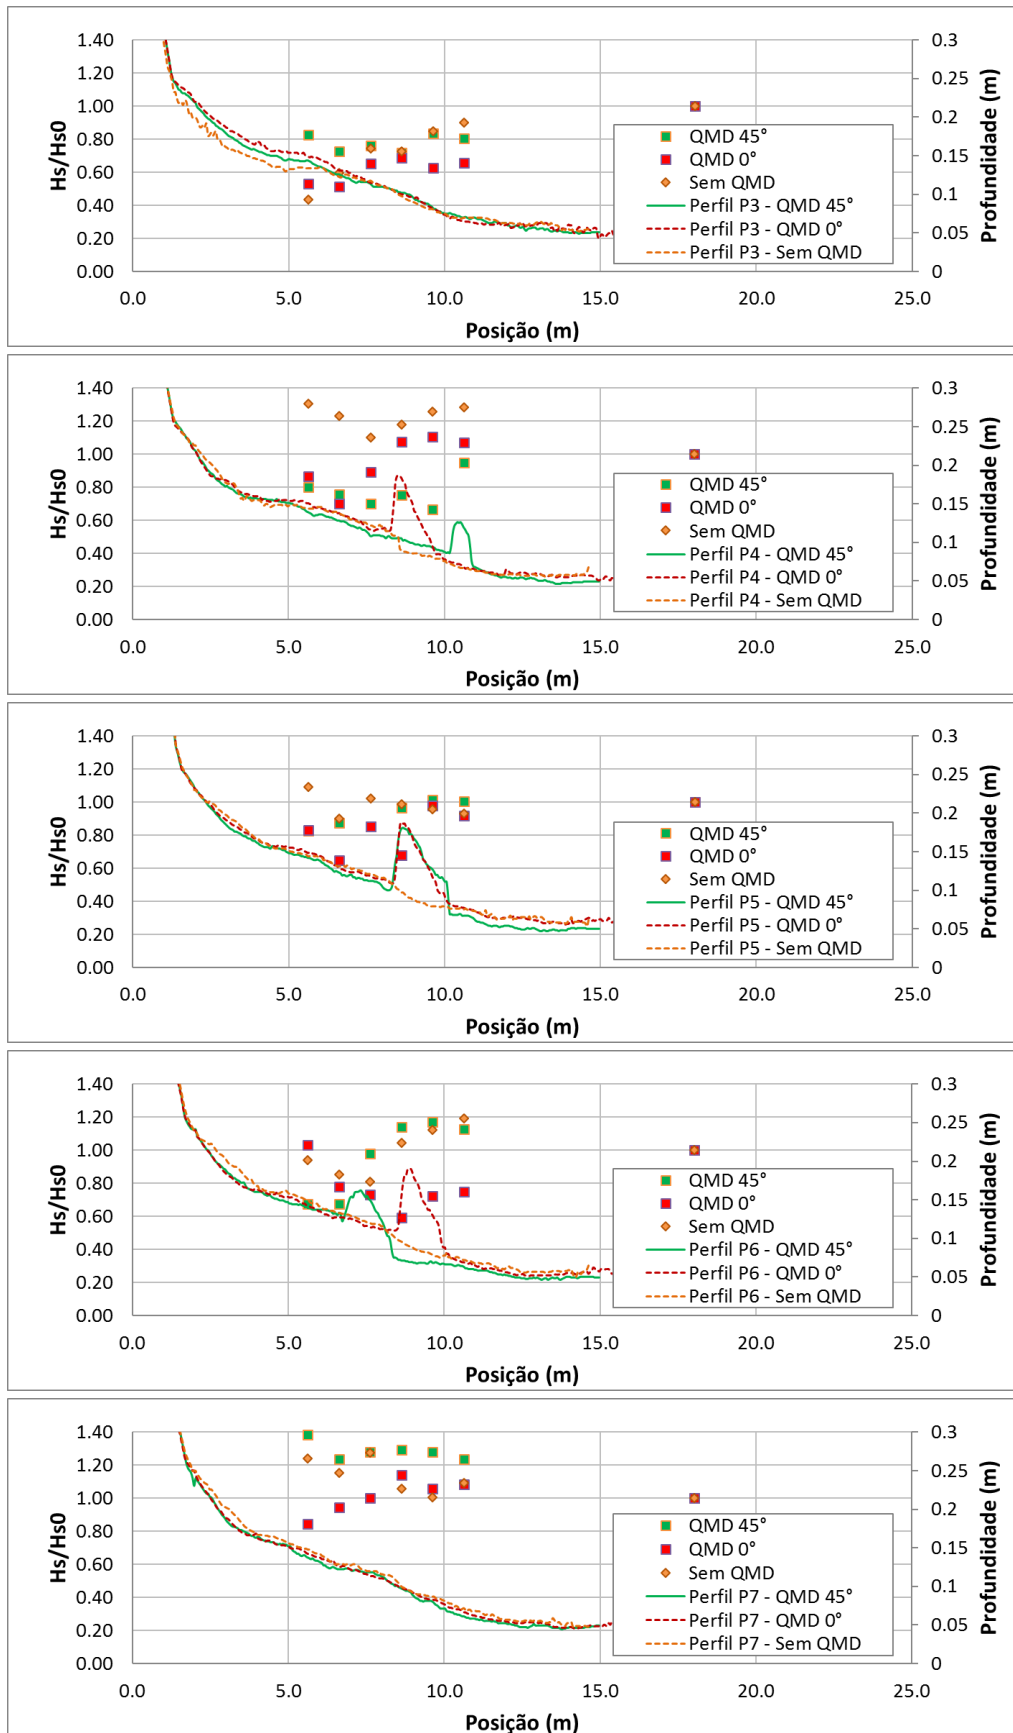 Hs/Hs0
1.40
1.20
1.00
0.80
0.60
0.40
0.20
0.00
0.0
5.0
10.0
15.0
20.0
25.0
Posição (m)
0.3
0.25
0.2
0.15
0.1
0.05
0
Profundidade (m)
QMD 45°
QMD 0°
Sem QMD
Perfil P3 - QMD 45°
Perfil P3 - QMD 0°
Perfil P3 - Sem QMD
Hs/Hs0
1.40
1.20
1.00
0.80
0.60
0.40
0.20
0.00
0.0
5.0
10.0
15.0
20.0
25.0
Posição (m)
0.3
0.25
0.2
0.15
0.1
0.05
0
Profundidade (m)
QMD 45°
QMD 0°
Sem QMD
Perfil P4 - QMD 45°
Perfil P4 - QMD 0°
Perfil P4 - Sem QMD
Hs/Hs0
1.40
1.20
1.00
0.80
0.60
0.40
0.20
0.00
0.0
5.0
10.0
15.0
20.0
25.0
Posição (m)
0.3
0.25
0.2
0.15
0.1
0.05
0
Profundidade (m)
QMD 45°
QMD 0°
Sem QMD
Perfil P5 - QMD 45°
Perfil P5 - QMD 0°
Perfil P5 - Sem QMD
Hs/Hs0
1.40
1.20
1.00
0.80
0.60
0.40
0.20
0.00
0.0
5.0
10.0
15.0
20.0
25.0
Posição (m)
0.3
0.25
0.2
0.15
0.1
0.05
0
Profundidade (m)
QMD 45°
QMD 0°
Sem QMD
Perfil P6 - QMD 45°
Perfil P6 - QMD 0°
Perfil P6 - Sem QMD
Hs/Hs0
1.40
1.20
1.00
0.80
0.60
0.40
0.20
0.00
0.0
5.0
10.0
15.0
20.0
25.0
Posição (m)
0.3
0.25
0.2
0.15
0.1
0.05
0
Profundidade (m)
QMD 45°
QMD 0°
Sem QMD
Perfil P7 - QMD 45°
Perfil P7 - QMD 0°
Perfil P7 - Sem QMD